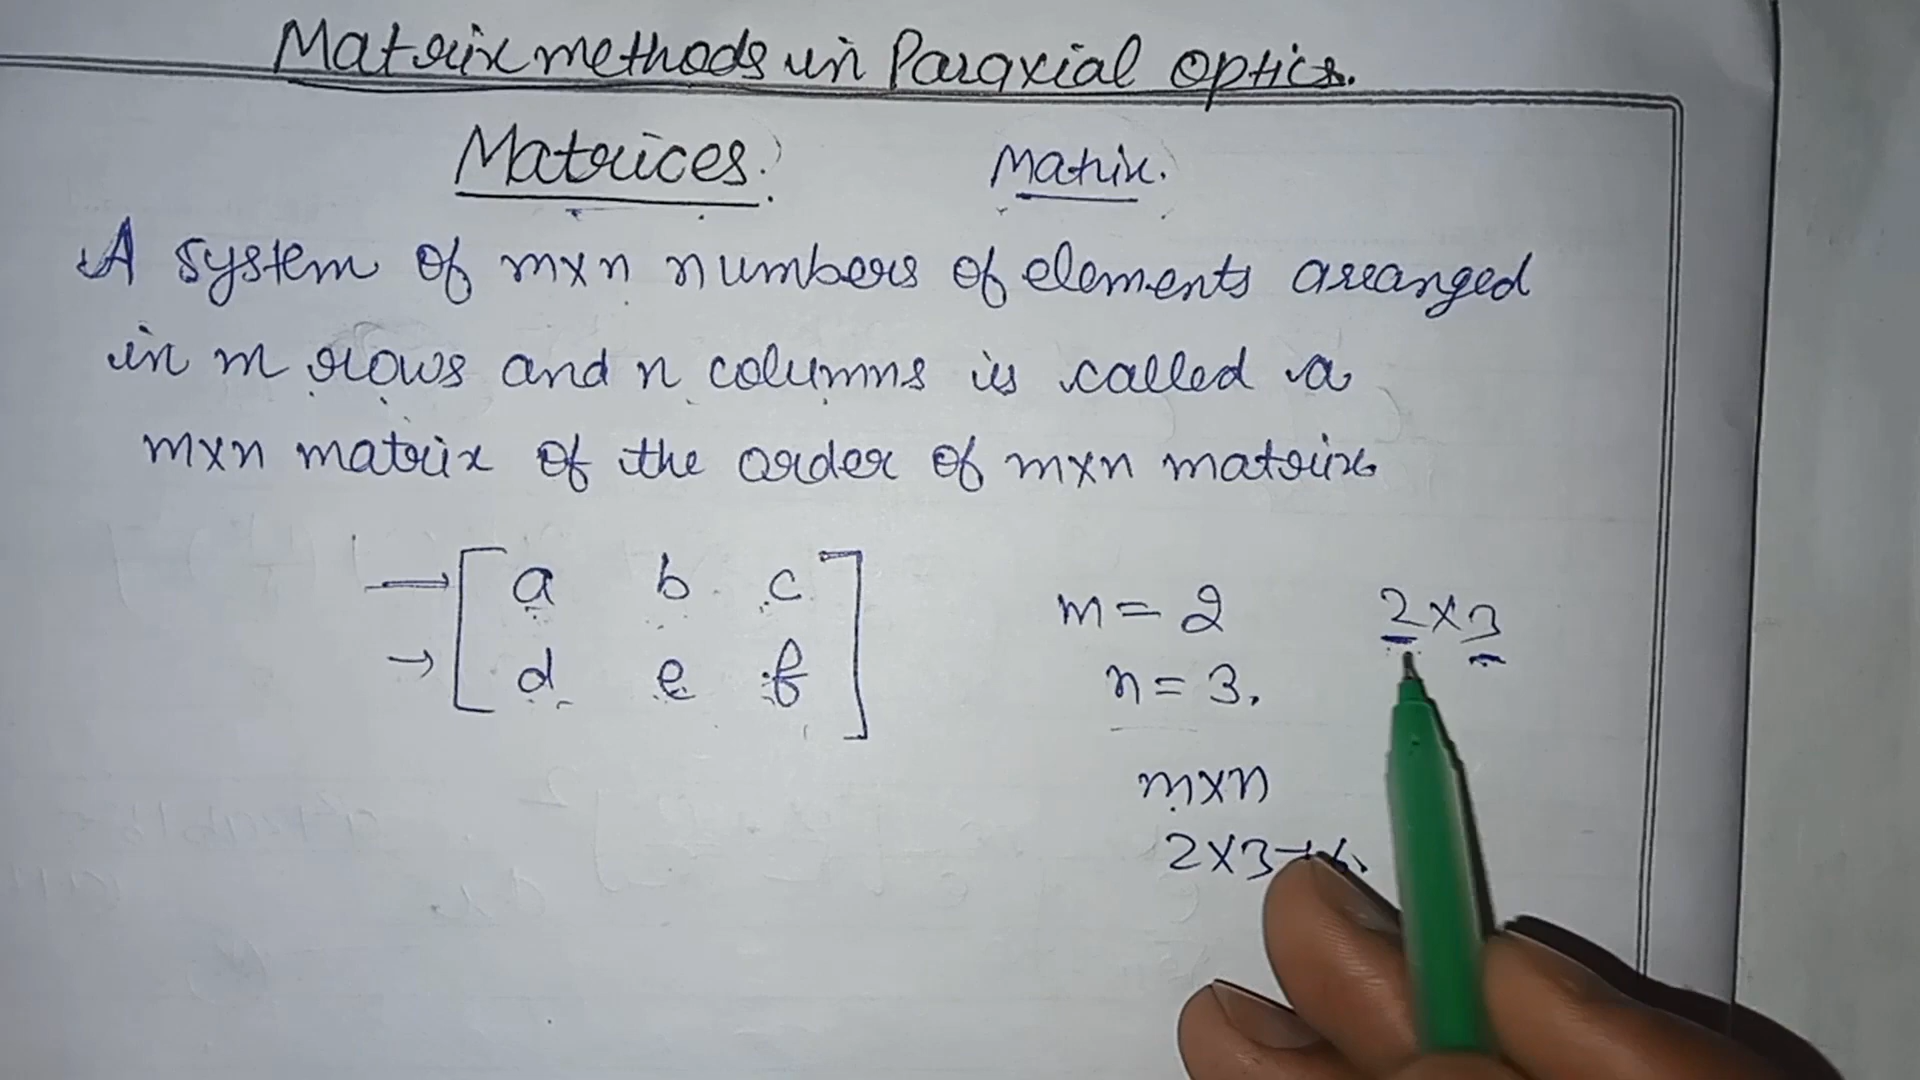 Matrix methods in Paraxial optics.
Matrices. Matrix.
A system of m×n numbers of elements arranged
in m rows and n columns is called a
m×n matrix of the order of m×n matrix.
→ [ a b c
→ d e f ]
m = 2 2×3
n = 3.
m×n
2×3